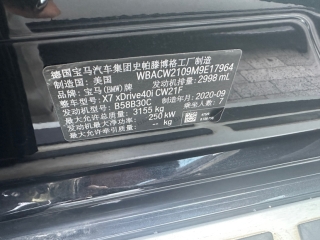 德国宝马汽车集团史帕滕博格工厂制造
制造国：美国 WBACW2109M9E17964
品牌：宝马(BMW)牌 发动机排量：2998 mL
整车型号：X7 xDrive40i CW21F
发动机型号：B58B30C 制造年月：2020-09
最大允许总质量：3155 kg 乘坐人数：7
最大净功率：250 kW
最大允许牵引质量：-- kg